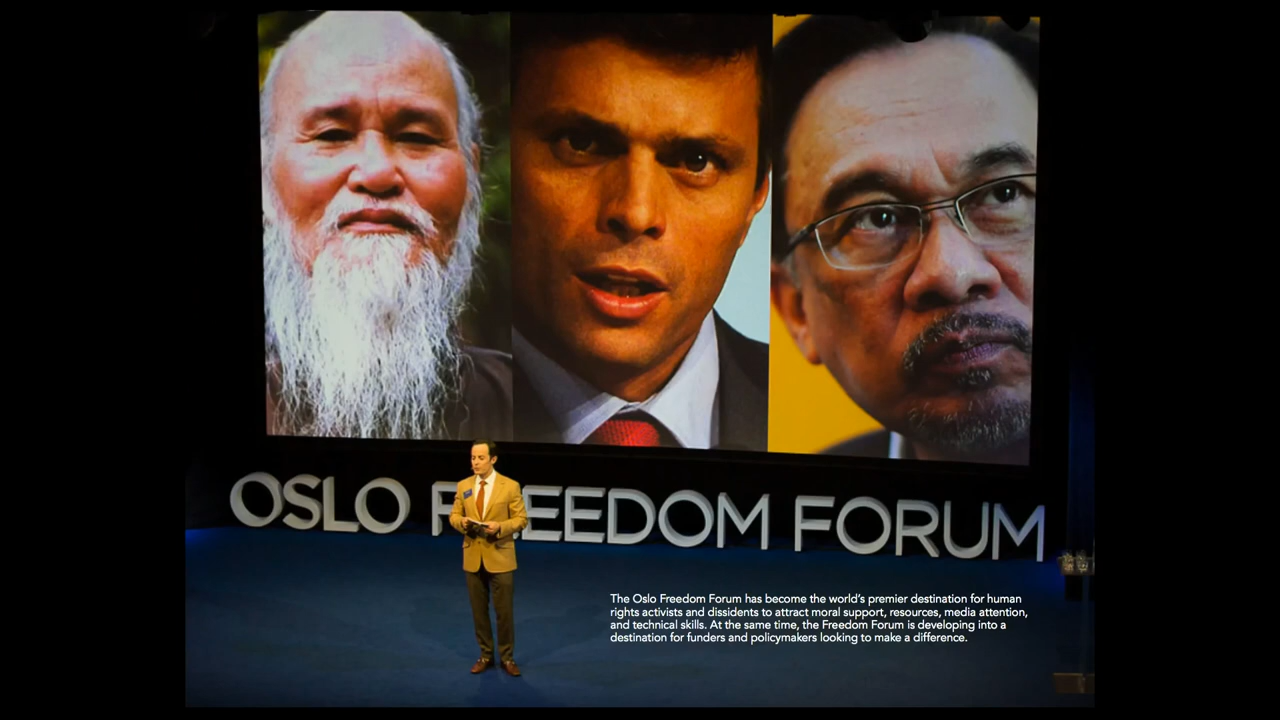 OSLO FREEDOM FORUM
The Oslo Freedom Forum has become the world's premier destination for human
rights activists and dissidents to attract moral support, resources, media attention,
and technical skills. At the same time, the Freedom Forum is developing into a
destination for funders and policymakers looking to make a difference.